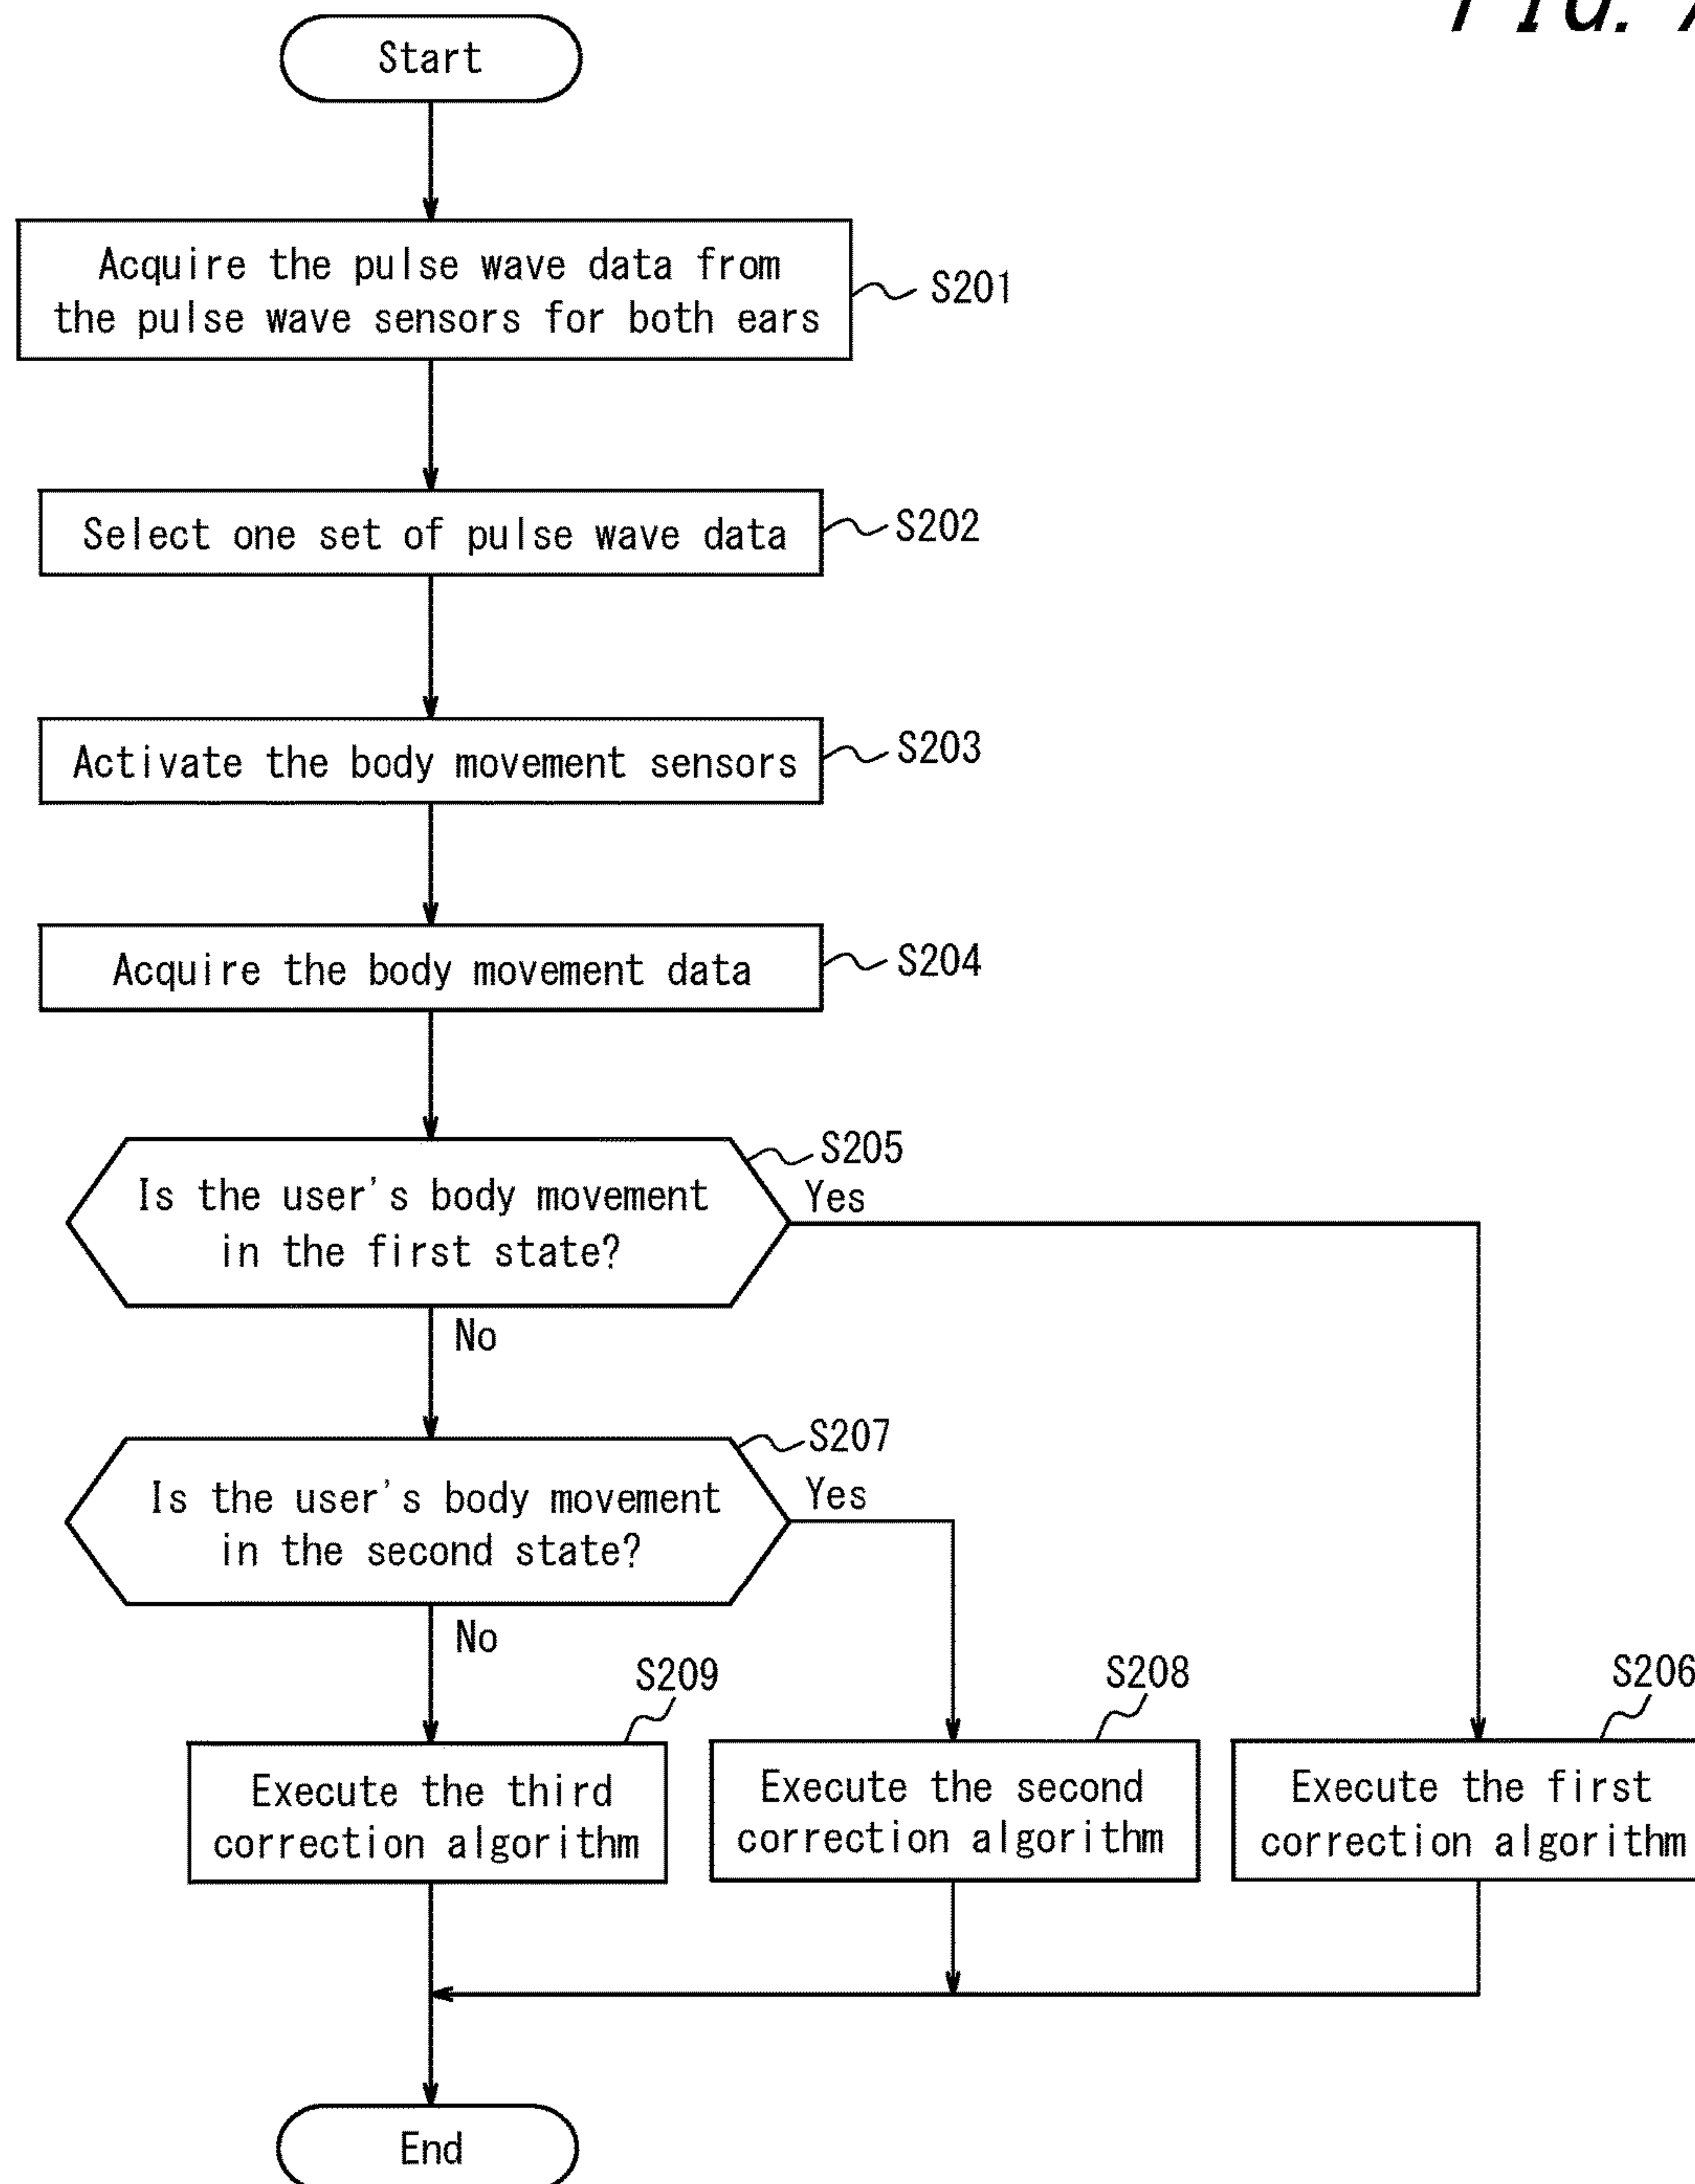 FIG.
Start
Acquire the pulse wave data from
the pulse wave sensors for both ears
S201
Select one set of pulse wave data
S202
Activate the body movement sensors
S203
Acquire the body movement data
S204
S205
Is the user's body movement
in the first state?
Yes
No
S207
Is the user's body movement
in the second state?
Yes
No
S209
S208
S206
Execute the third
correction algorithm
Execute the second
correction algorithm
Execute the first
correction algorithm
End